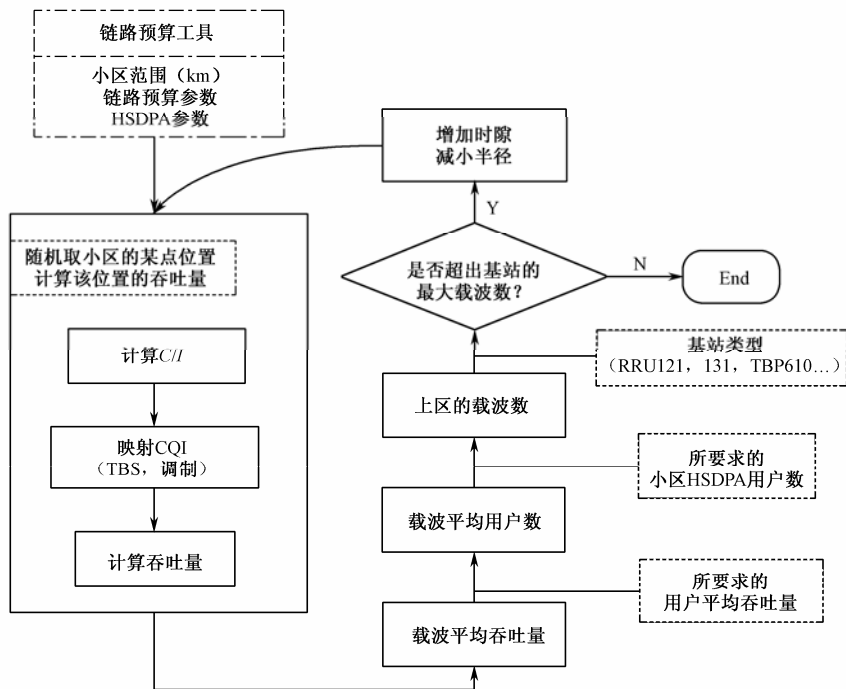 链路预算工具
小区范围（km）
链路预算参数
HSDPA参数
增加时隙
减小半径
Y
随机取小区的某点位置
计算该位置的吞吐量
是否超出基站的
最大载波数？
N
End
计算C/I
基站类型
（RRU121，131，TBP610…）
上区的载波数
映射CQI
（TBS，调制）
所要求的
小区HSDPA用户数
载波平均用户数
计算吞吐量
所要求的
用户平均吞吐量
载波平均吞吐量